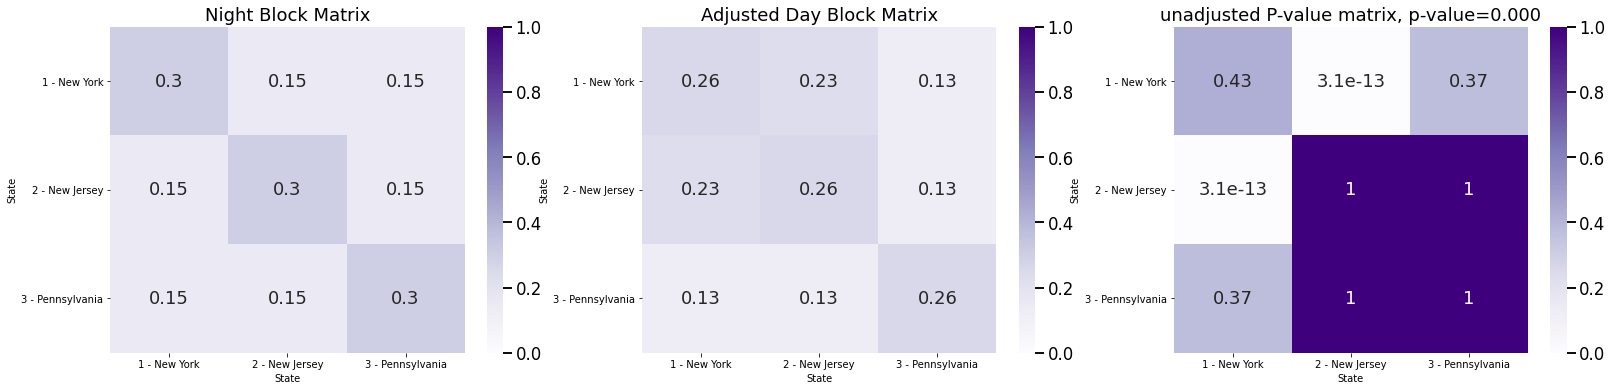 Night Block Matrix
1 - New York
2 - New Jersey
3 - Pennsylvania
State
0.3 0.15 0.15
0.15 0.3 0.15
0.15 0.15 0.3
1 - New York 2 - New Jersey 3 - Pennsylvania
State
1.0
0.8
0.6
0.4
0.2
0.0
Adjusted Day Block Matrix
1 - New York
2 - New Jersey
3 - Pennsylvania
State
0.26 0.23 0.13
0.23 0.26 0.13
0.13 0.13 0.26
1 - New York 2 - New Jersey 3 - Pennsylvania
State
1.0
0.8
0.6
0.4
0.2
0.0
unadjusted P-value matrix, p-value=0.000
1 - New York
2 - New Jersey
3 - Pennsylvania
State
0.43 3.1e-13 0.37
3.1e-13 1 1
0.37 1 1
1 - New York 2 - New Jersey 3 - Pennsylvania
State
1.0
0.8
0.6
0.4
0.2
0.0